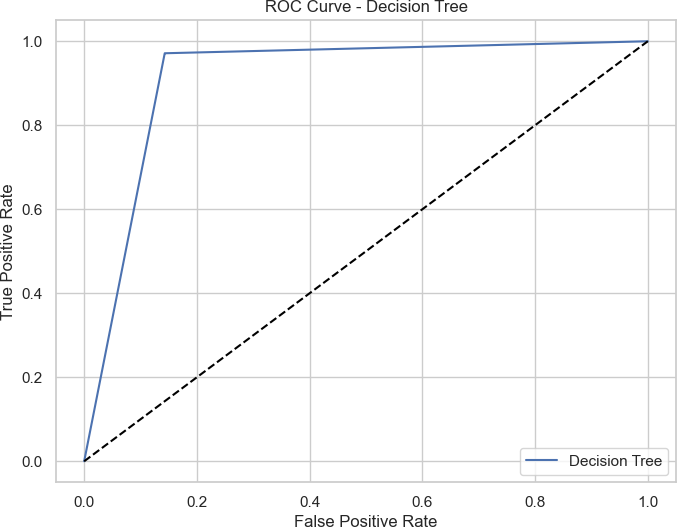 ROC Curve - Decision Tree
1.0
0.8
0.6
0.4
0.2
0.0
True Positive Rate
Decision Tree
0.0 0.2 0.4 0.6 0.8 1.0
False Positive Rate